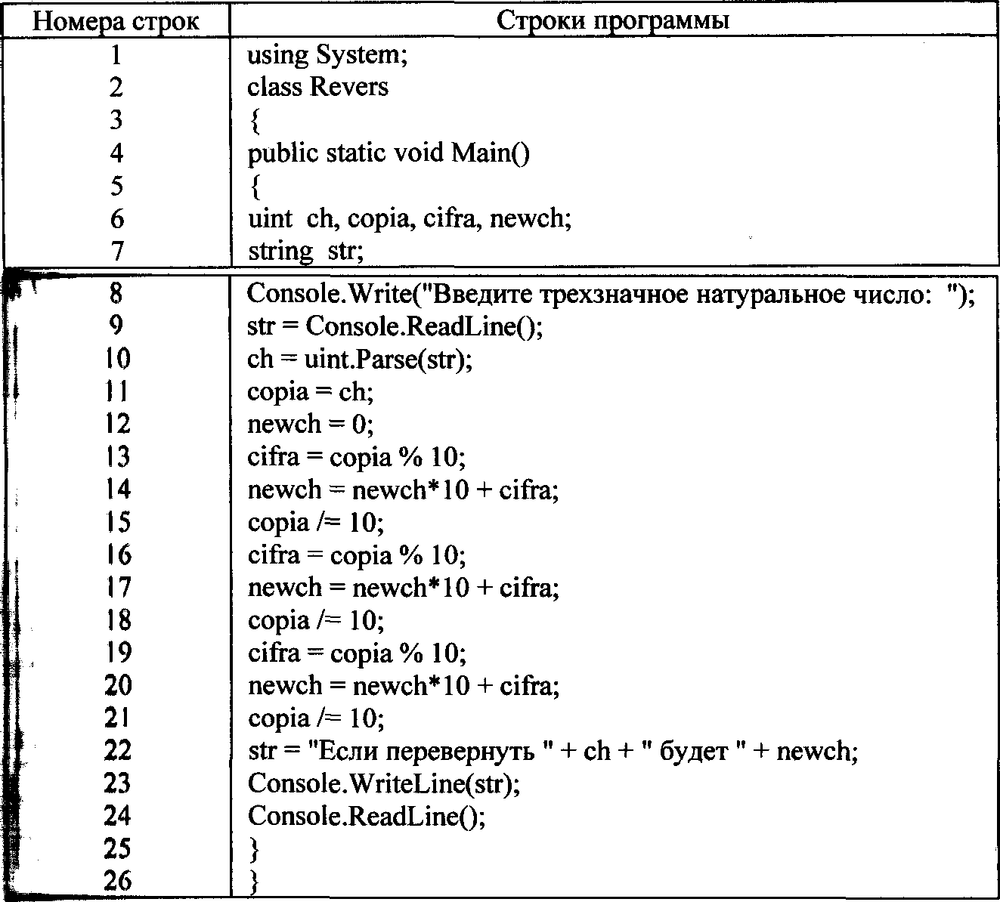 Номера строк Строки программы
1 using System;
2 class Revers
3 {
4 public static void Main()
5 {
6 uint ch, copia, cifra, newch;
7 string str;
8 Console.Write("Введите трехзначное натуральное число: ");
9 str = Console.ReadLine();
10 ch = uint.Parse(str);
11 copia = ch;
12 newch = 0;
13 cifra = copia % 10;
14 newch = newch*10 + cifra;
15 copia /= 10;
16 cifra = copia % 10;
17 newch = newch*10 + cifra;
18 copia /= 10;
19 cifra = copia % 10;
20 newch = newch*10 + cifra;
21 copia /= 10;
22 str = "Если перевернуть " + ch + " будет " + newch;
23 Console.WriteLine(str);
24 Console.ReadLine();
25 }
26 }